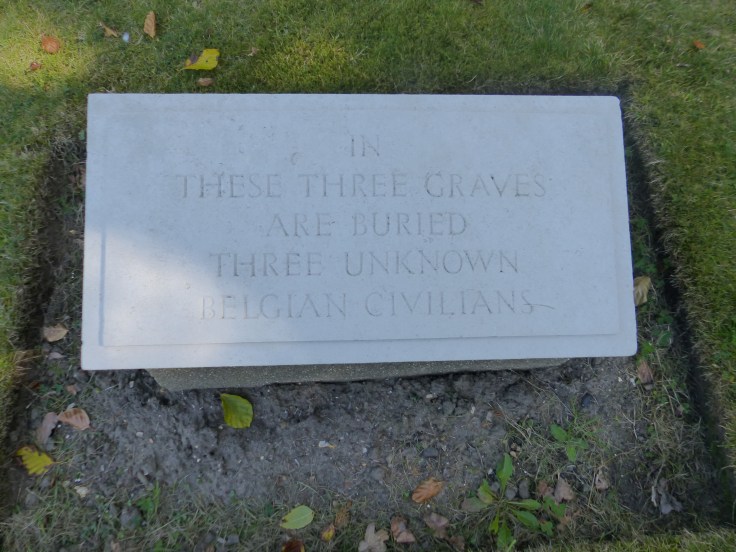 IN
THESE THREE GRAVES
ARE BURIED
THREE UNKNOWN
BELGIAN CIVILIANS